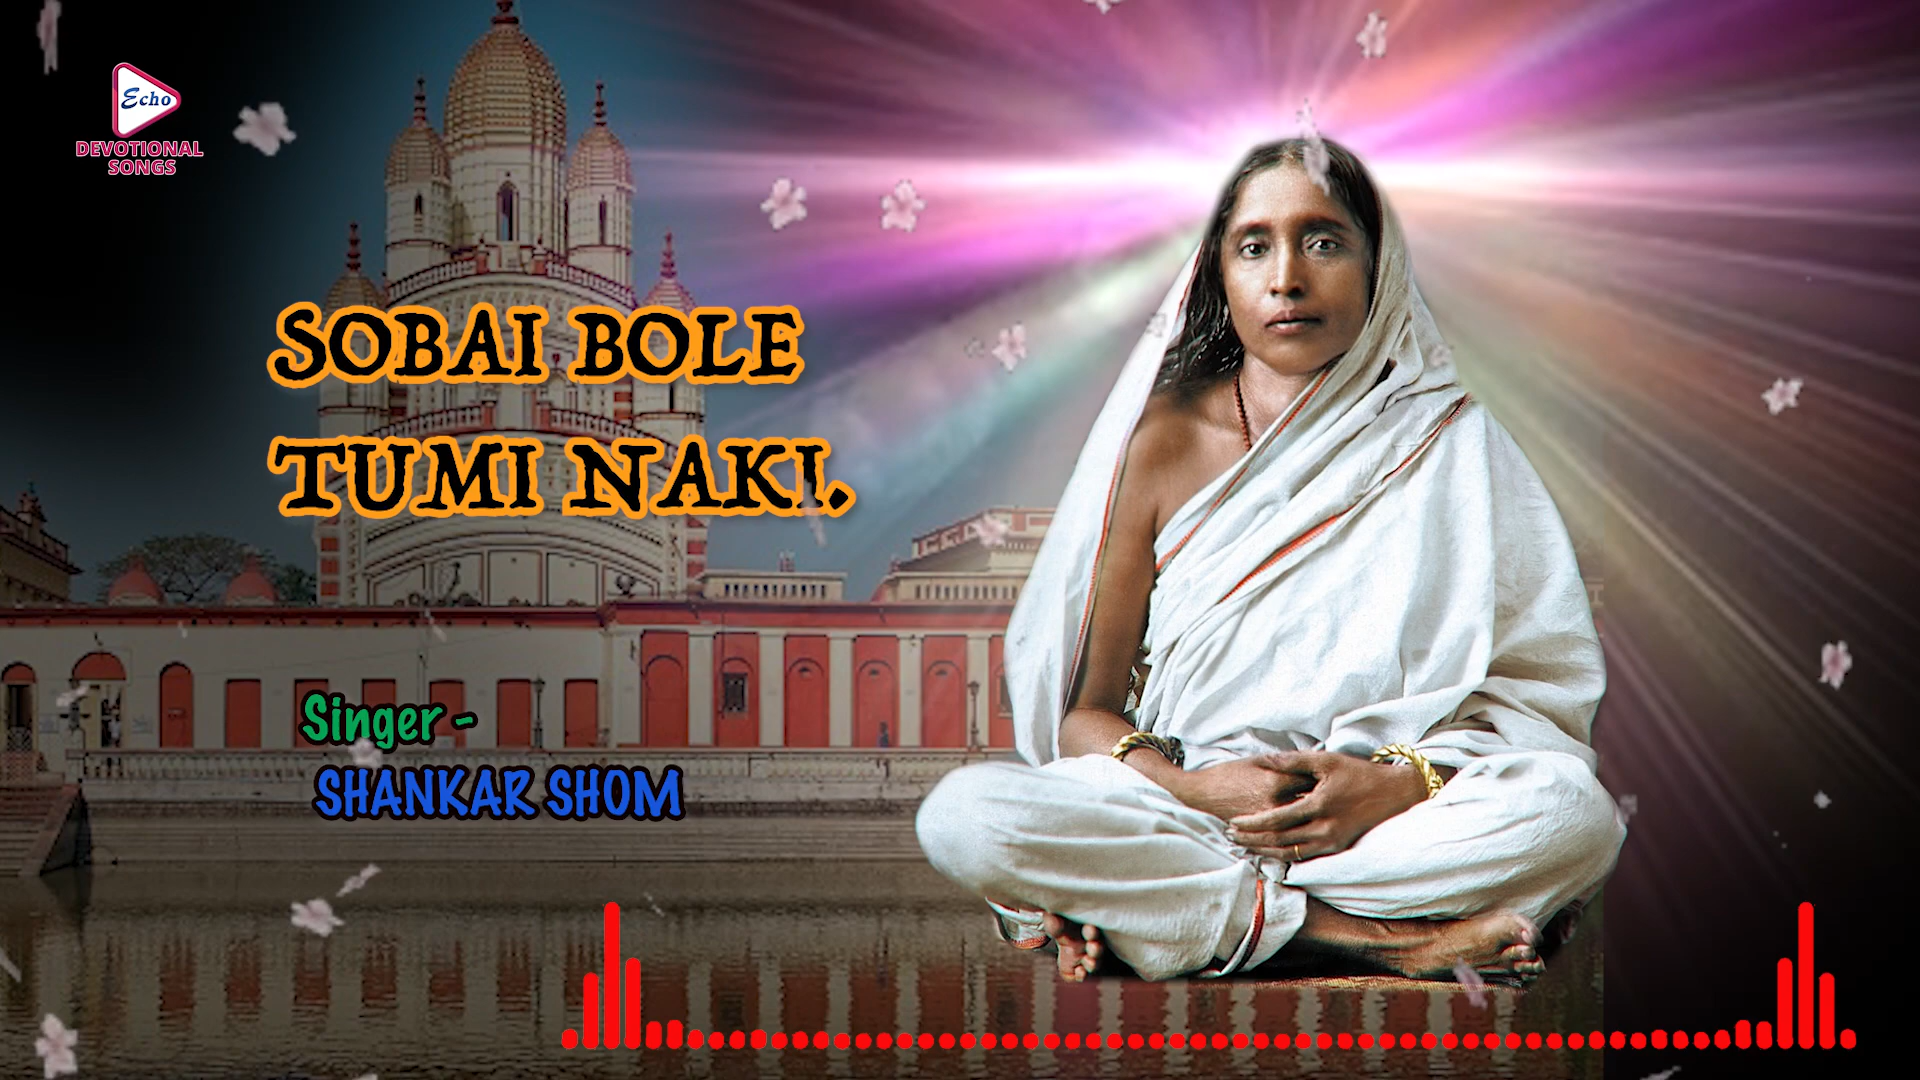 Echo
DEVOTIONAL
SONGS
SOBAI BOLE
TUMI NAKI.
Singer -
SHANKAR SHOM